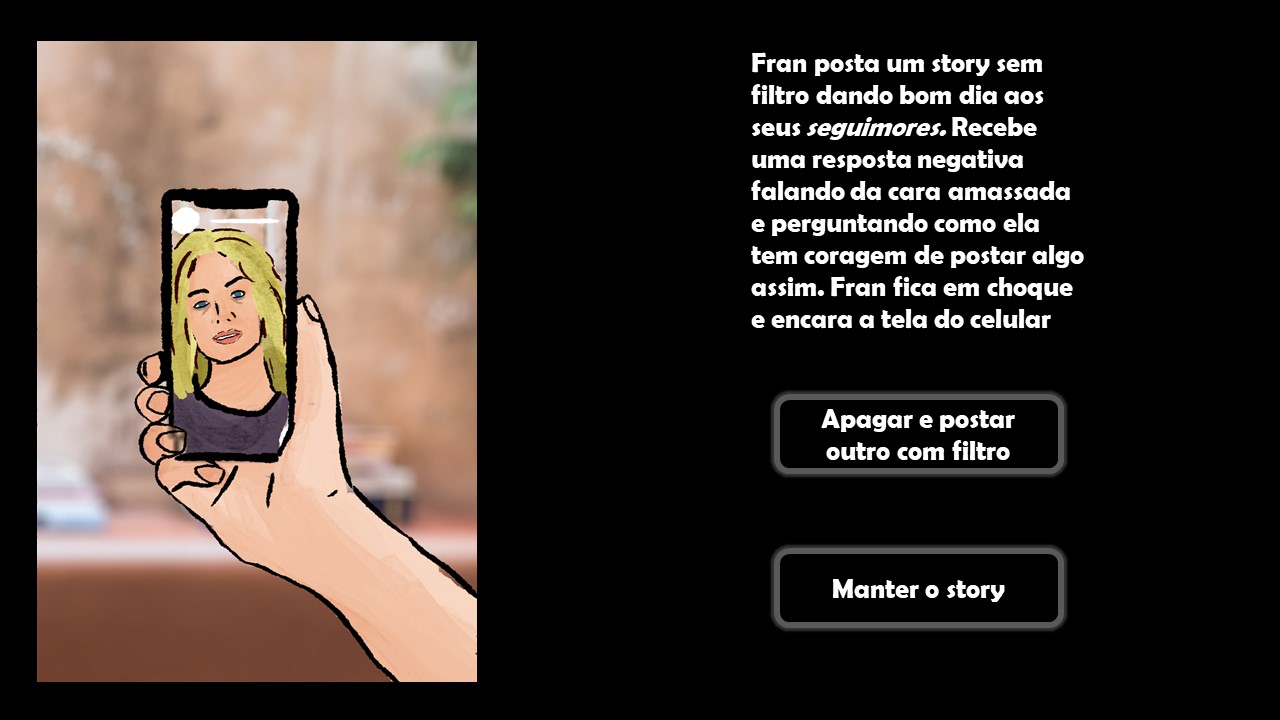 Fran posta um story sem
filtro dando bom dia aos
seus seguimores. Recebe
uma resposta negativa
falando da cara amassada
e perguntando como ela
tem coragem de postar algo
assim. Fran fica em choque
e encara a tela do celular
Apagar e postar
outro com filtro
Manter o story